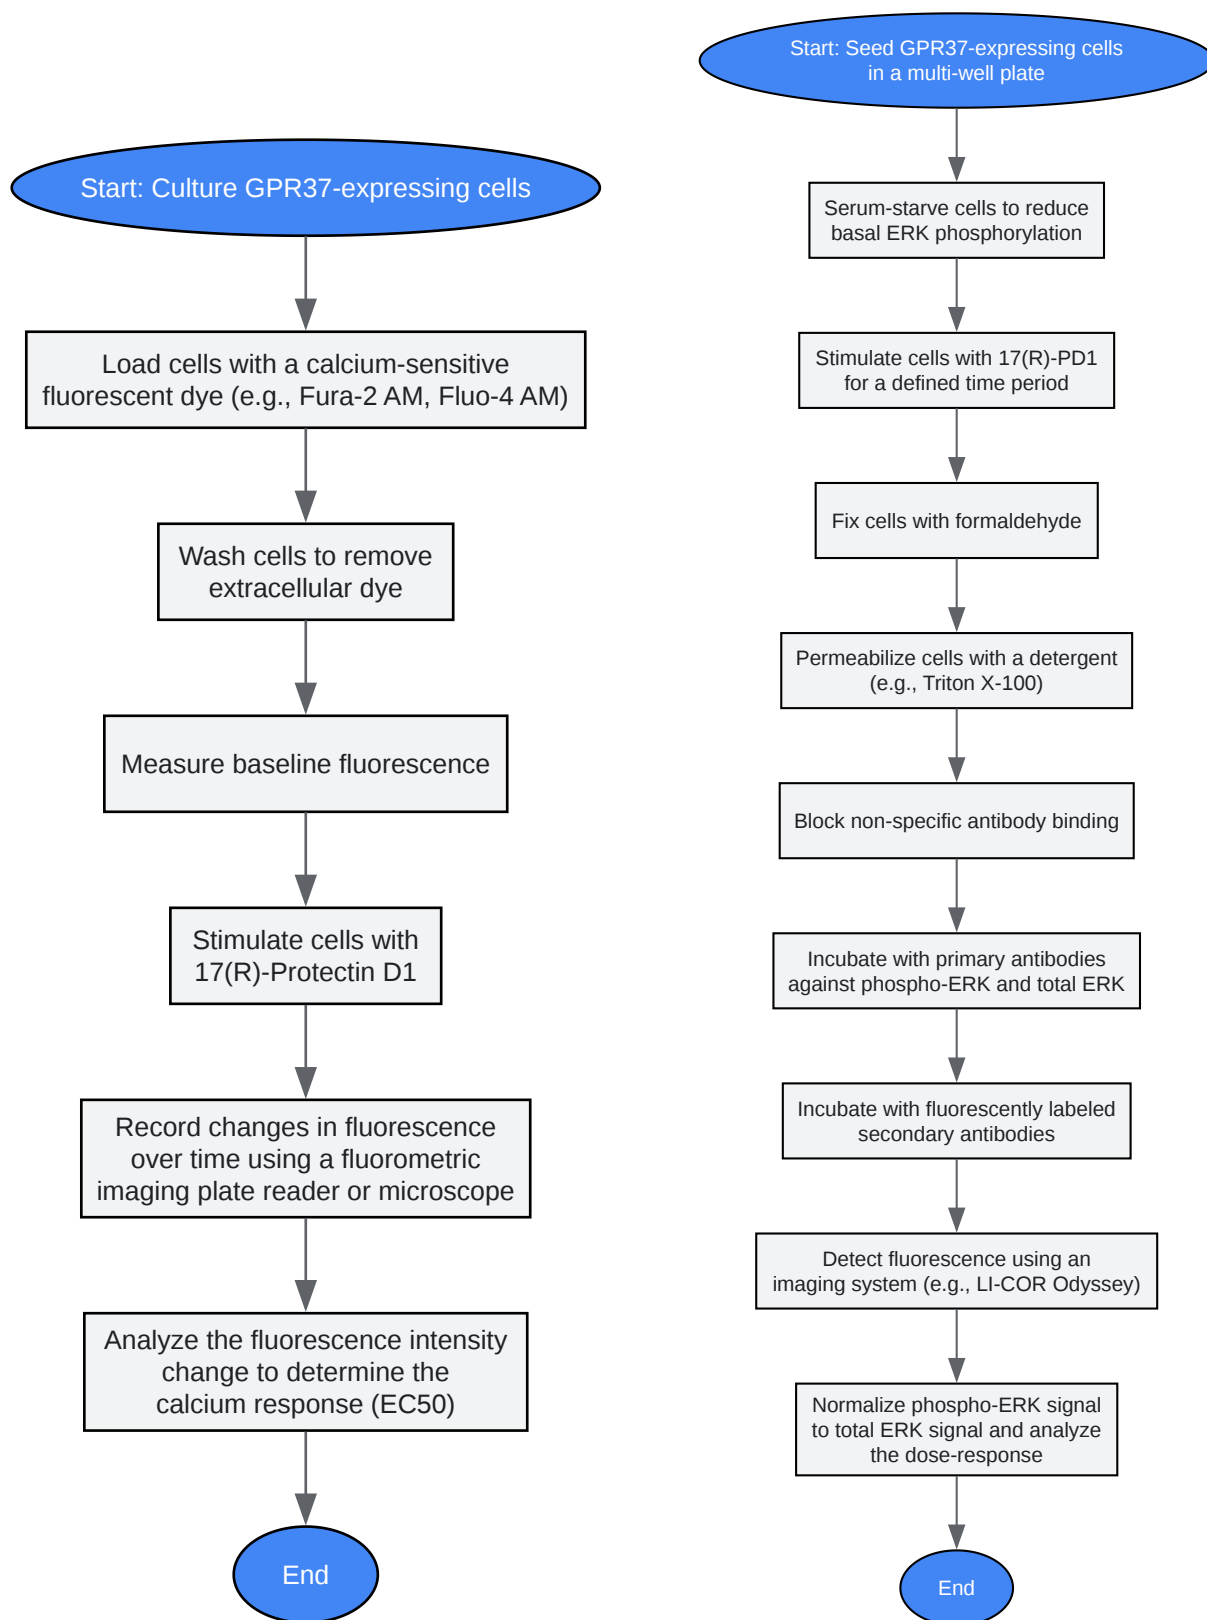 Start: Culture GPR37-expressing cells
Load cells with a calcium-sensitive
fluorescent dye (e.g., Fura-2 AM, Fluo-4 AM)
Wash cells to remove
extracellular dye
Measure baseline fluorescence
Stimulate cells with
17(R)-Protectin D1
Record changes in fluorescence
over time using a fluorometric
imaging plate reader or microscope
Analyze the fluorescence intensity
change to determine the
calcium response (EC50)
End
Start: Seed GPR37-expressing cells
in a multi-well plate
Serum-starve cells to reduce
basal ERK phosphorylation
Stimulate cells with 17(R)-PD1
for a defined time period
Fix cells with formaldehyde
Permeabilize cells with a detergent
(e.g., Triton X-100)
Block non-specific antibody binding
Incubate with primary antibodies
against phospho-ERK and total ERK
Incubate with fluorescently labeled
secondary antibodies
Detect fluorescence using an
imaging system (e.g., LI-COR Odyssey)
Normalize phospho-ERK signal
to total ERK signal and analyze
the dose-response
End